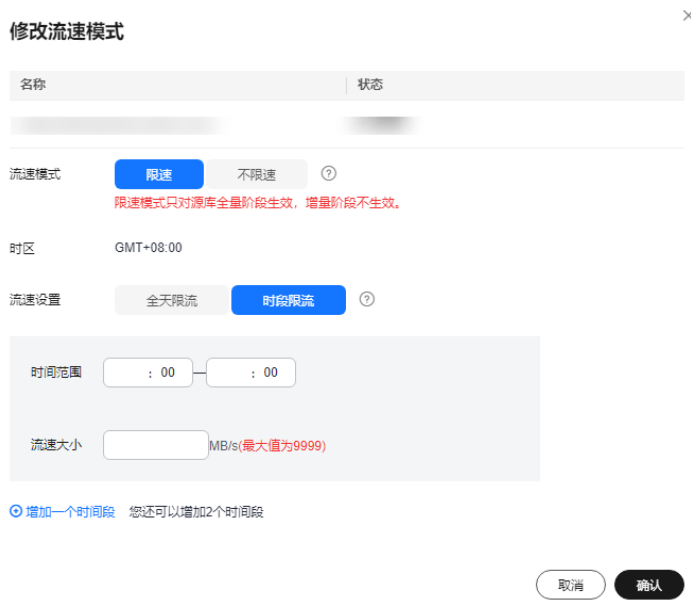 修改流速模式
名称 状态
流速模式 限速 不限速 ?
限速模式只对源库全量阶段生效，增量阶段不生效。
时区 GMT+08:00
流速设置 全天限流 时段限流 ?
时间范围 : 00 — : 00
流速大小 MB/s(最大值为9999)
增加一个时间段 您还可以增加2个时间段
取消 确认